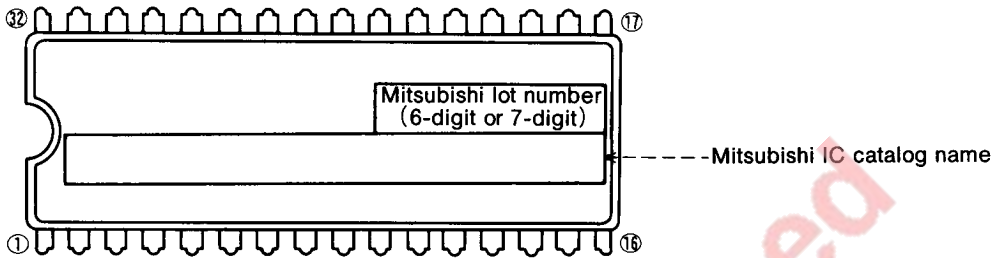 ㉜ ⑰
Mitsubishi lot number
(6-digit or 7-digit)
Mitsubishi IC catalog name
① ⑯